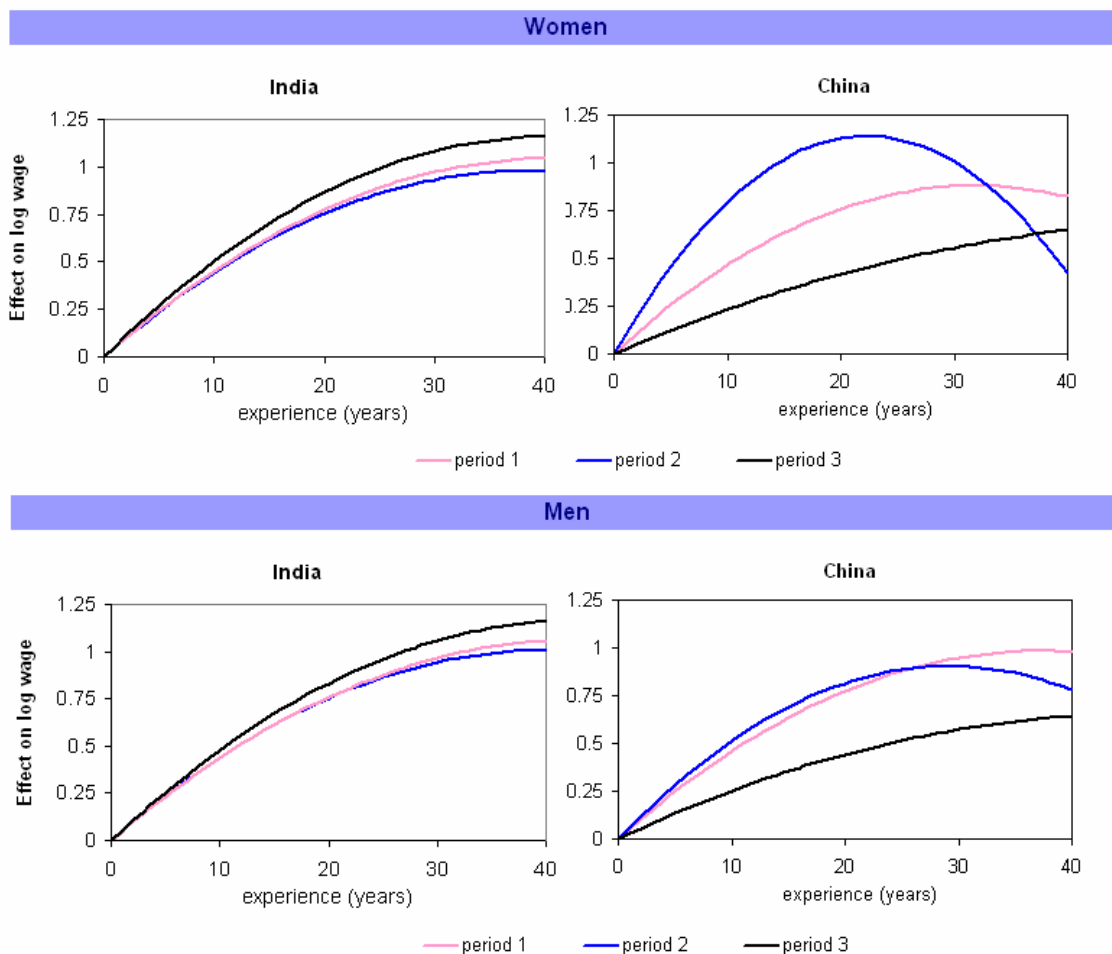 Women
India
China
Effect on log wage
1.25
1
0.75
0.5
0.25
0
0 10 20 30 40
experience (years)
1.25
1
0.75
0.5
0.25
0
0 10 20 30 40
experience (years)
period 1 period 2 period 3
Men
India
China
Effect on log wage
1.25
1
0.75
0.5
0.25
0
0 10 20 30 40
experience (years)
1.25
1
0.75
0.5
0.25
0
0 10 20 30 40
experience (years)
period 1 period 2 period 3